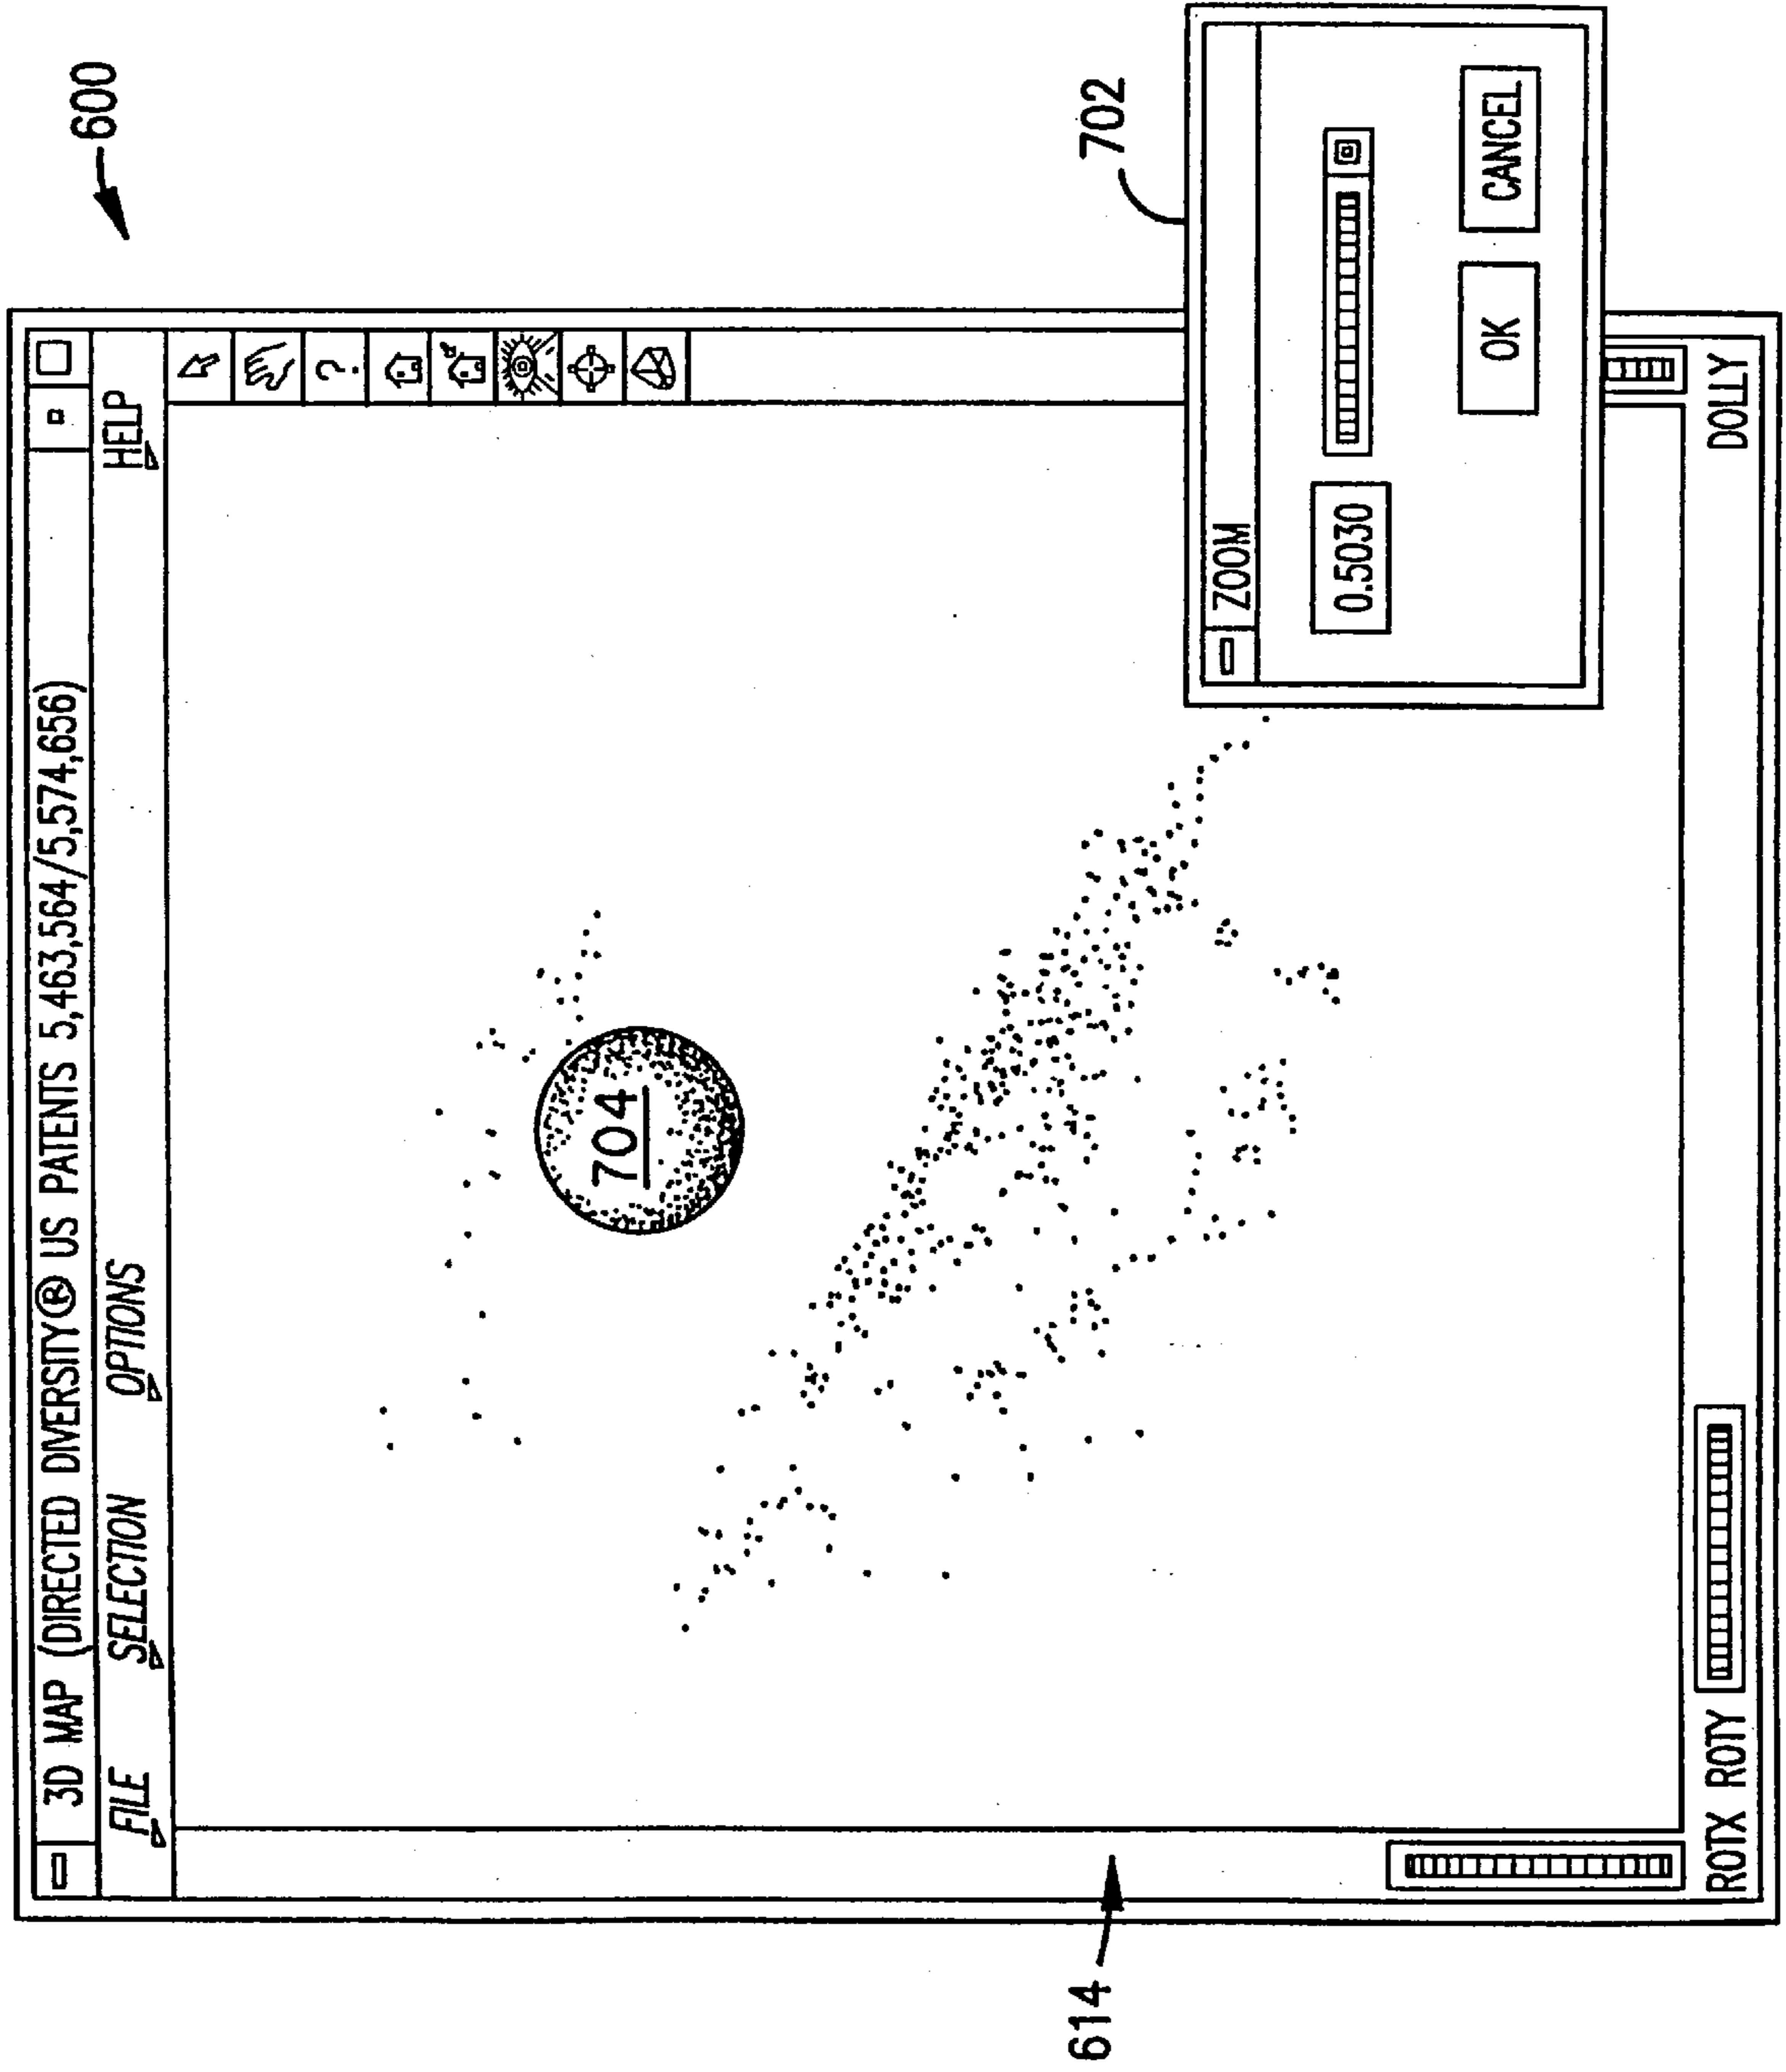 600
3D MAP (DIRECTED DIVERSITY® US PATENTS 5,463,564/5,574,656)
FILE SELECTION OPTIONS HELP
?
704
702
ZOOM
0.5030
OK CANCEL
614
ROTX ROTY DOLLY